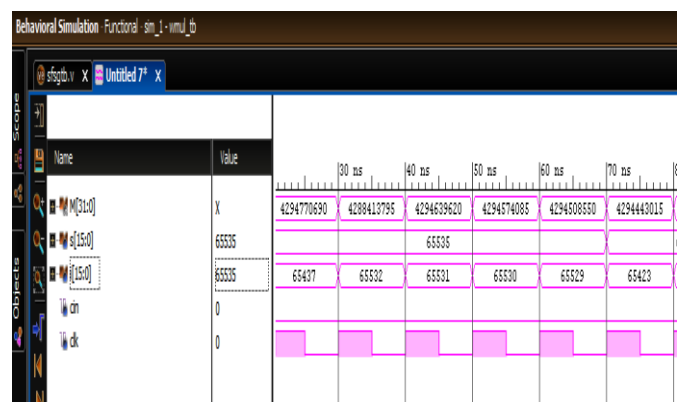 Behavioral Simulation - Functional - sim_1 - wmul_tb
sfsgtb.v X Untitled 7* X
Scope
Objects
Name Value
30 ns 40 ns 50 ns 60 ns 70 ns
M[31:0] X 4294770690 4288413795 4294639620 4294574085 4294508550 4294443015
s[15:0] 65535 65535
i[15:0] 65535 65437 65532 65531 65530 65529 65423
cin 0
clk 0